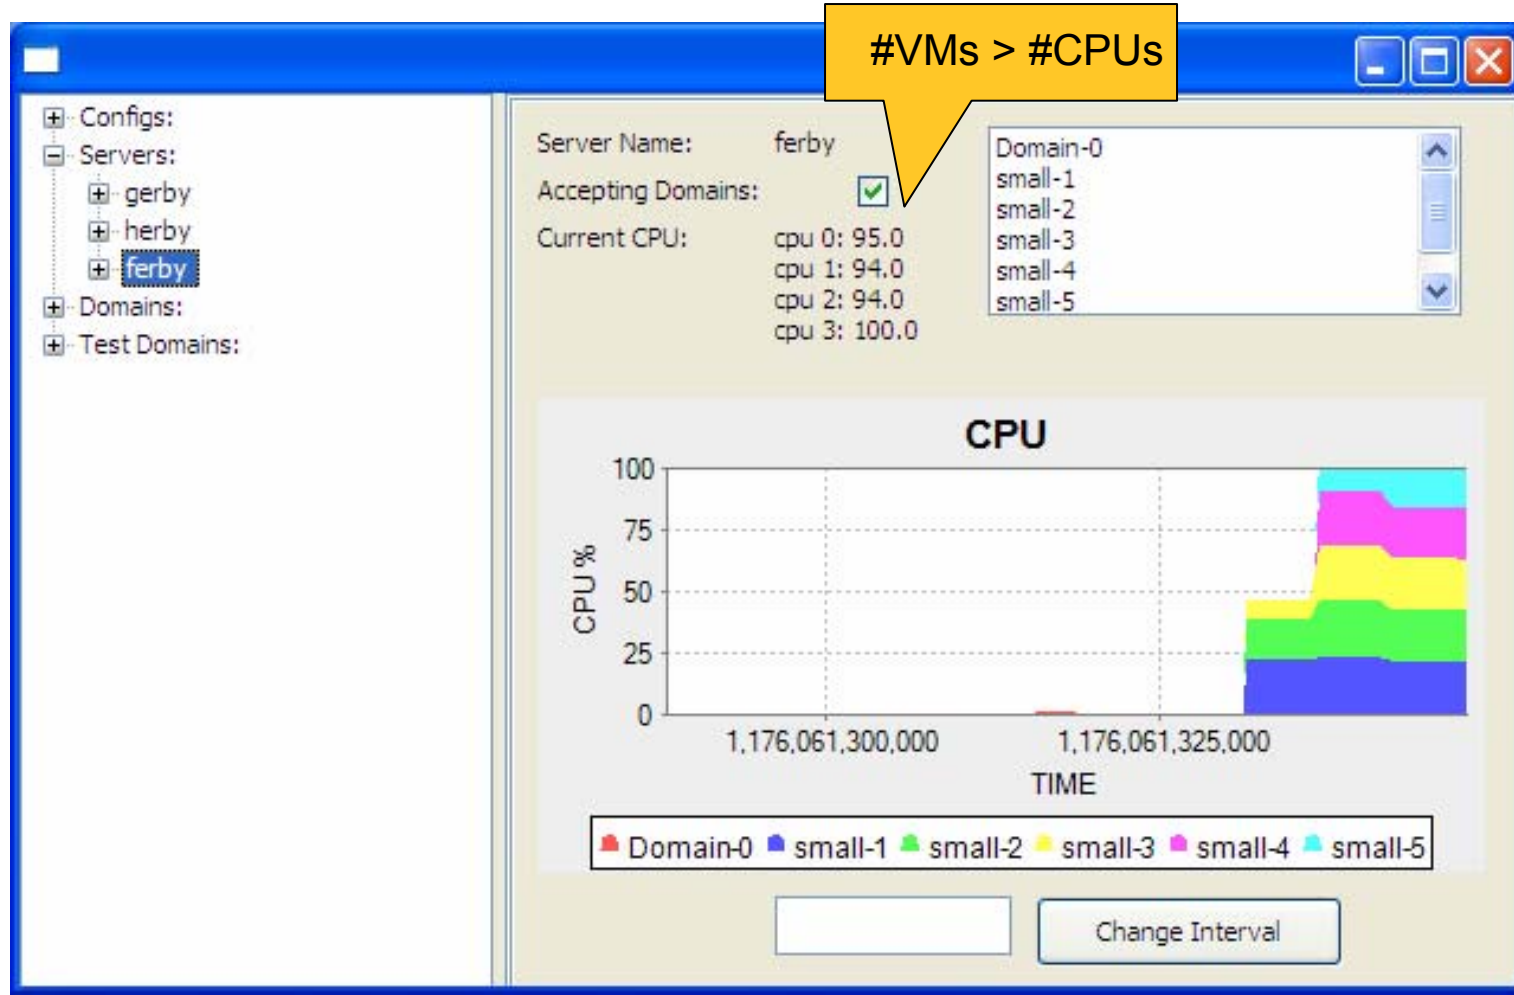 #VMs > #CPUs
Configs:
Servers:
gerby
herby
ferby
Domains:
Test Domains:
Server Name: ferby
Accepting Domains:
Current CPU: cpu 0: 95.0
cpu 1: 94.0
cpu 2: 94.0
cpu 3: 100.0
Domain-0
small-1
small-2
small-3
small-4
small-5
CPU
100
75
50
25
0
CPU %
1,176,061,300,000 1,176,061,325,000
TIME
Domain-0 small-1 small-2 small-3 small-4 small-5
Change Interval